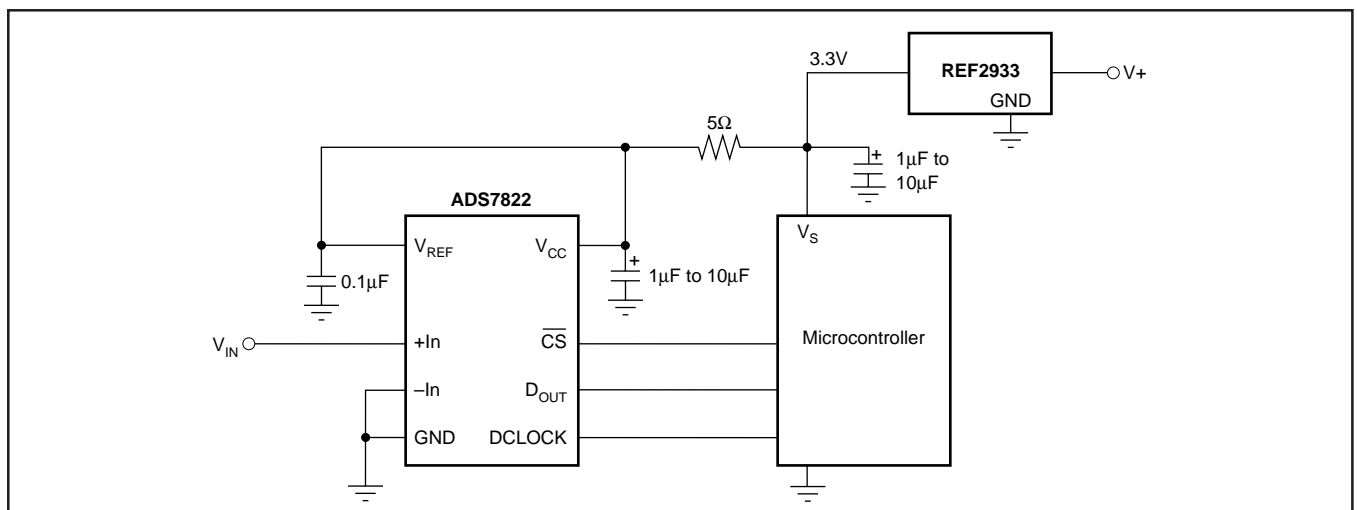 3.3V
REF2933
GND
V+
5Ω
1μF to
10μF
ADS7822
VREF
VCC
VS
0.1μF
1μF to 10μF
VIN
+In
CS
Microcontroller
–In
DOUT
GND
DCLOCK